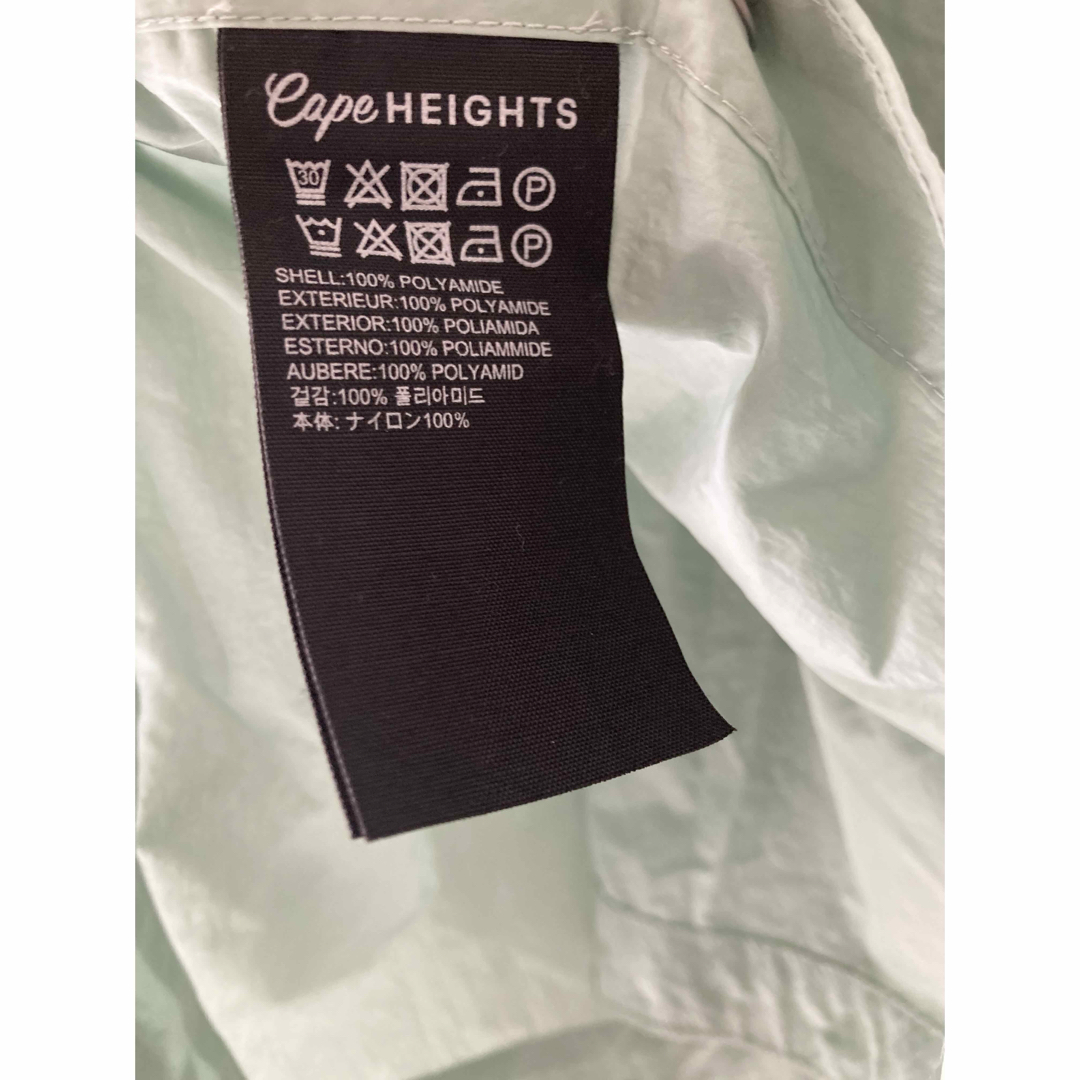 Cape HEIGHTS
30 P
P
SHELL:100% POLYAMIDE
EXTERIEUR:100% POLYAMIDE
EXTERIOR:100% POLIAMIDA
ESTERNO:100% POLIAMMIDE
AUBERE:100% POLYAMID
겉감:100% 폴리아미드
本体: ナイロン100%